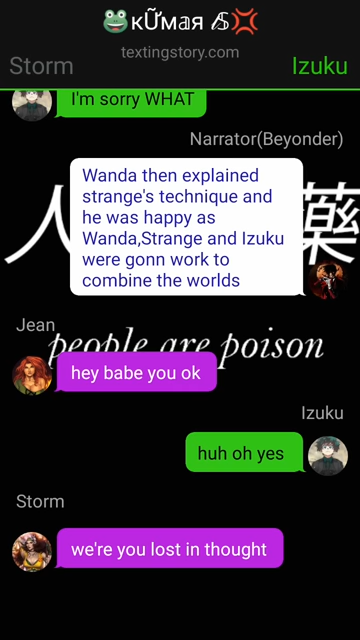 🐸кỮмαя 𝓐𝓢💢
textingstory.com
Storm
Izuku
I'm sorry WHAT
Narrator(Beyonder)
Wanda then explained
strange's technique and
he was happy as
Wanda,Strange and Izuku
were gonn work to
combine the worlds
人 薬
Jean
people are poison
hey babe you ok
Izuku
huh oh yes
Storm
we're you lost in thought